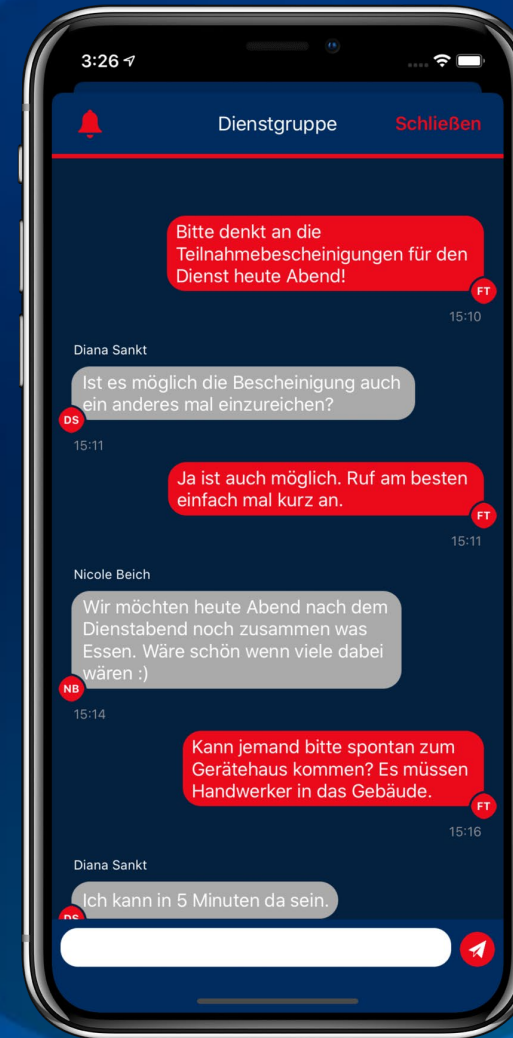 3:26
Dienstgruppe
Schließen
Bitte denkt an die
Teilnahmebescheinigungen für den
Dienst heute Abend!
FT
15:10
Diana Sankt
Ist es möglich die Bescheinigung auch
ein anderes mal einzureichen?
DS
15:11
Ja ist auch möglich. Ruf am besten
einfach mal kurz an.
FT
15:11
Nicole Beich
Wir möchten heute Abend nach dem
Dienstabend noch zusammen was
Essen. Wäre schön wenn viele dabei
wären :)
NB
15:14
Kann jemand bitte spontan zum
Gerätehaus kommen? Es müssen
Handwerker in das Gebäude.
FT
15:16
Diana Sankt
Ich kann in 5 Minuten da sein.
DS